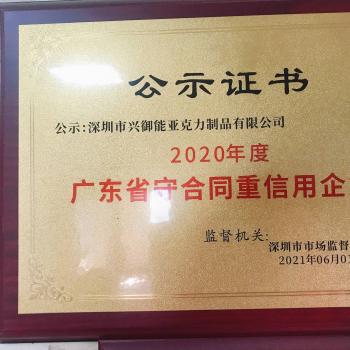 公示证书
公示:深圳市兴御能亚克力制品有限公司
2020年度
广东省守合同重信用企
监督机关:
深圳市市场监督
2021年06月0